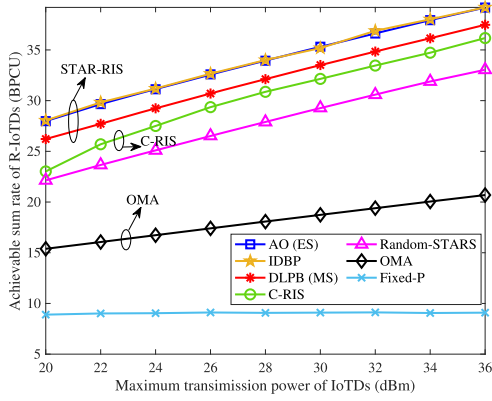 Achievable sum rate of R-IoTDs (BPCU)
35
30
25
20
15
10
5
STAR-RIS
C-RIS
OMA
AO (ES)
IDBP
DLPB (MS)
C-RIS
Random-STARS
OMA
Fixed-P
20 22 24 26 28 30 32 34 36
Maximum transimission power of IoTDs (dBm)